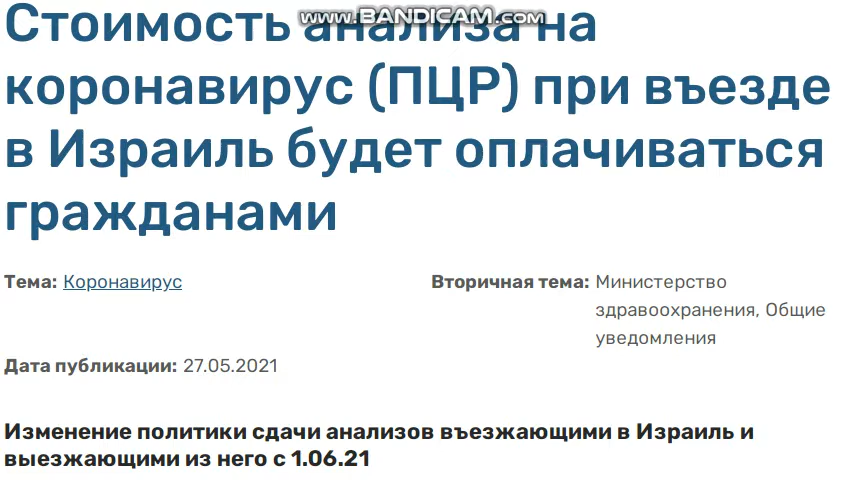 www.BANDICAM.com
Стоимость анализа на
коронавирус (ПЦР) при въезде
в Израиль будет оплачиваться
гражданами
Тема: Коронавирус
Вторичная тема: Министерство
здравоохранения, Общие
уведомления
Дата публикации: 27.05.2021
Изменение политики сдачи анализов въезжающими в Израиль и
выезжающими из него с 1.06.21